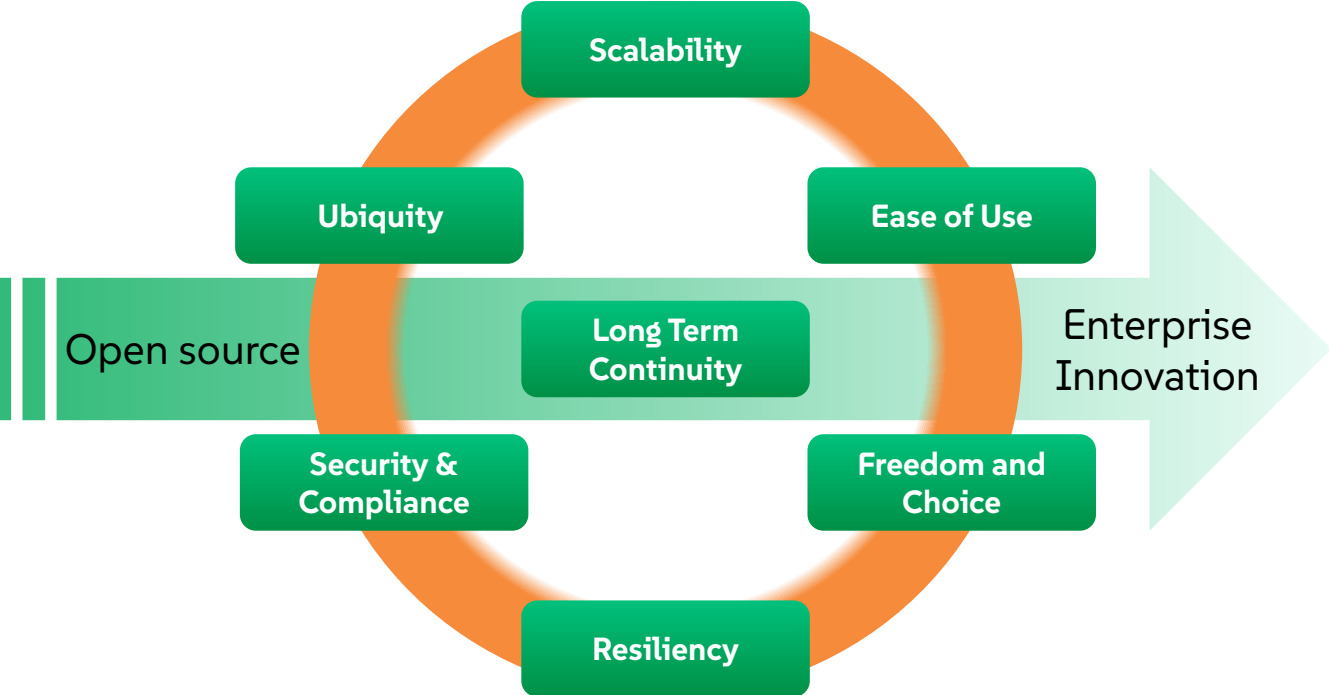 Scalability
Ubiquity
Ease of Use
Open source
Long Term
Continuity
Enterprise
Innovation
Security &
Compliance
Freedom and
Choice
Resiliency